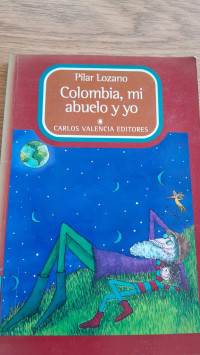 Pilar Lozano
Colombia, mi
abuelo y yo
CARLOS VALENCIA EDITORES